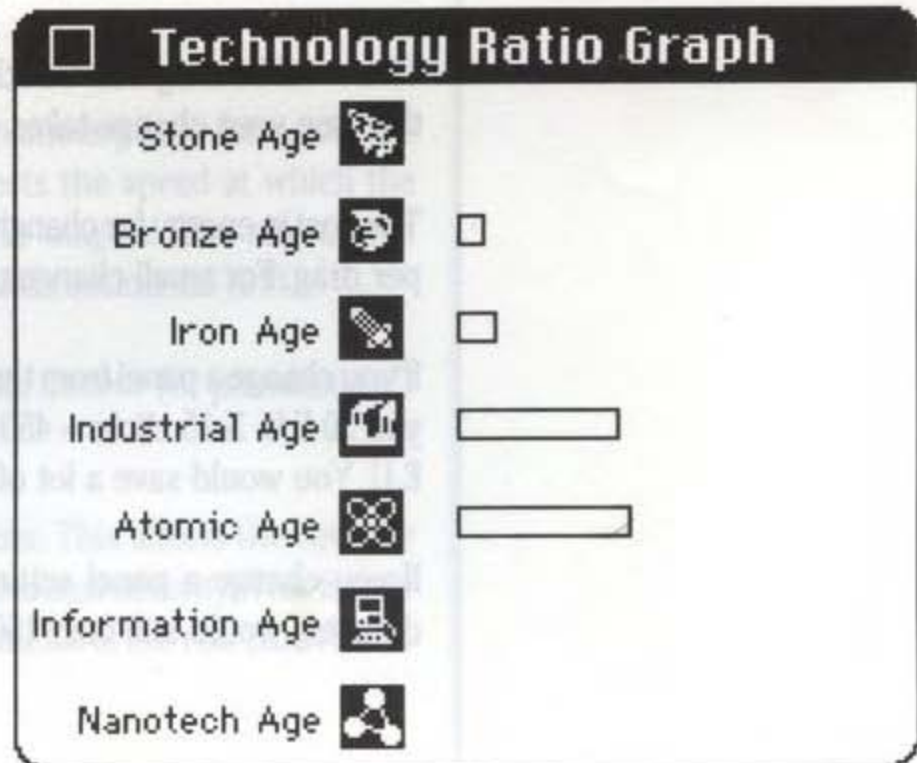 Technology Ratio Graph
Stone Age
Bronze Age
Iron Age
Industrial Age
Atomic Age
Information Age
Nanotech Age